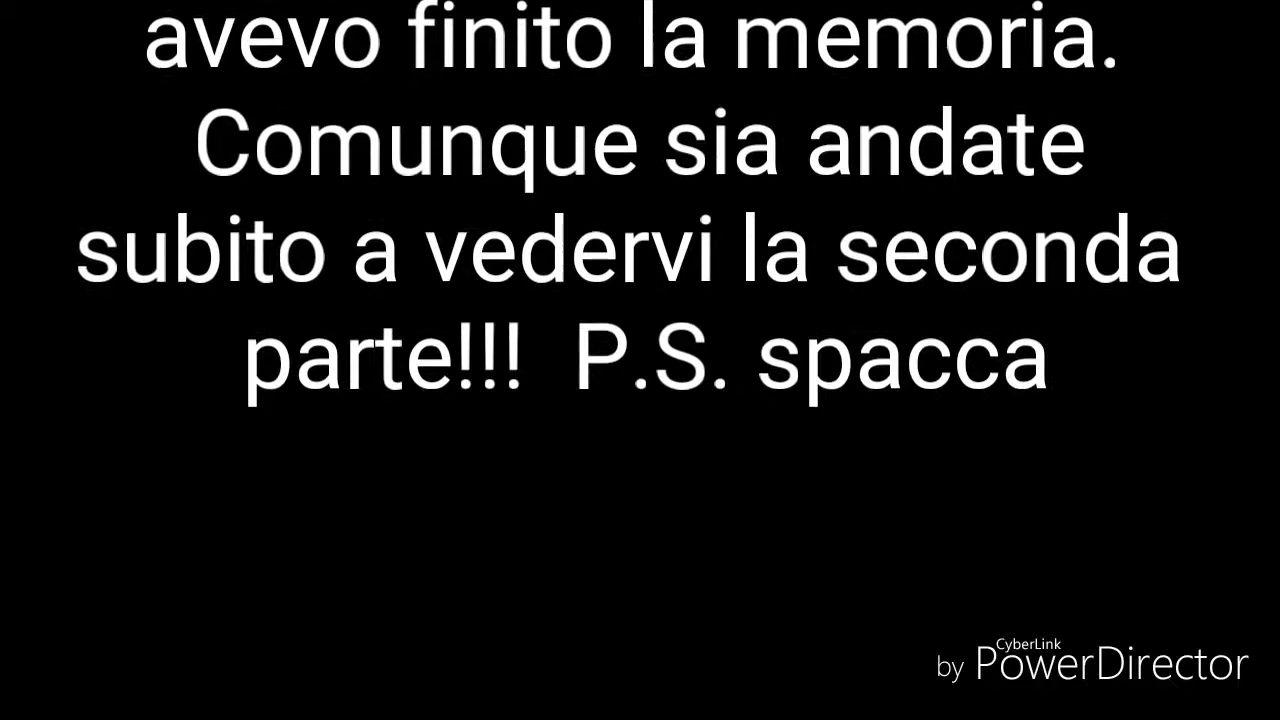 avevo finito la memoria.
Comunque sia andate
subito a vedervi la seconda
parte!!!  P.S. spacca
CyberLink
by PowerDirector